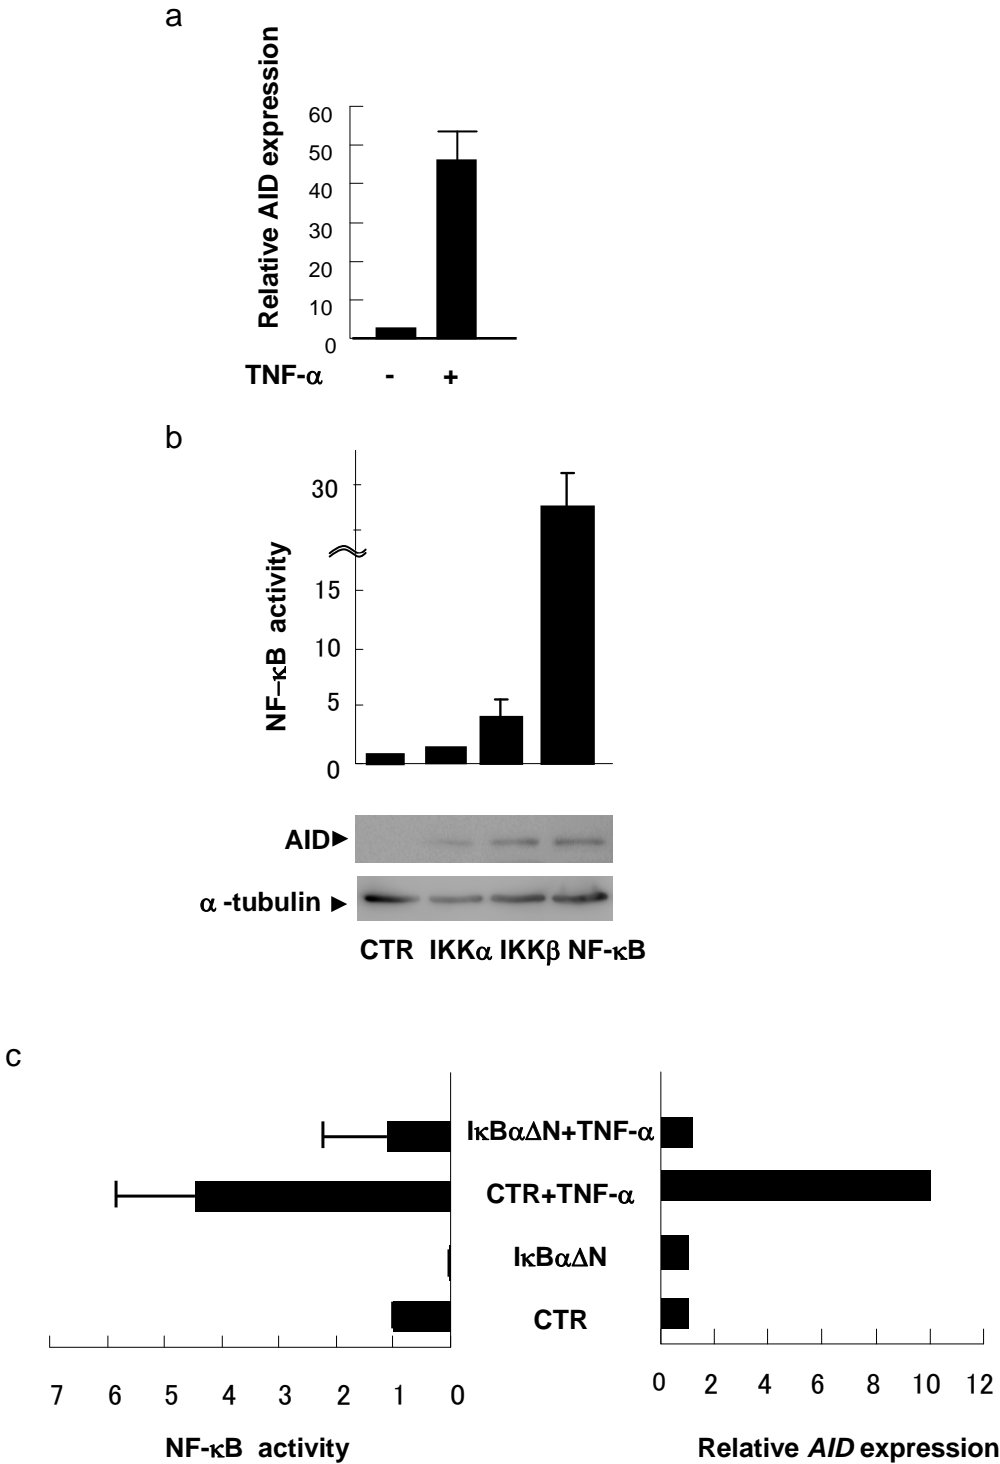 a
Relative AID expression
60
50
40
30
20
10
0
TNF-α - +
b
NF–κB activity
30
15
10
5
0
AID►
α -tubulin ►
CTR IKKα IKKβ NF-κB
c
IκBαΔN+TNF-α
CTR+TNF-α
IκBαΔN
CTR
7 6 5 4 3 2 1 0
0 2 4 6 8 10 12
NF-κB activity
Relative AID expression